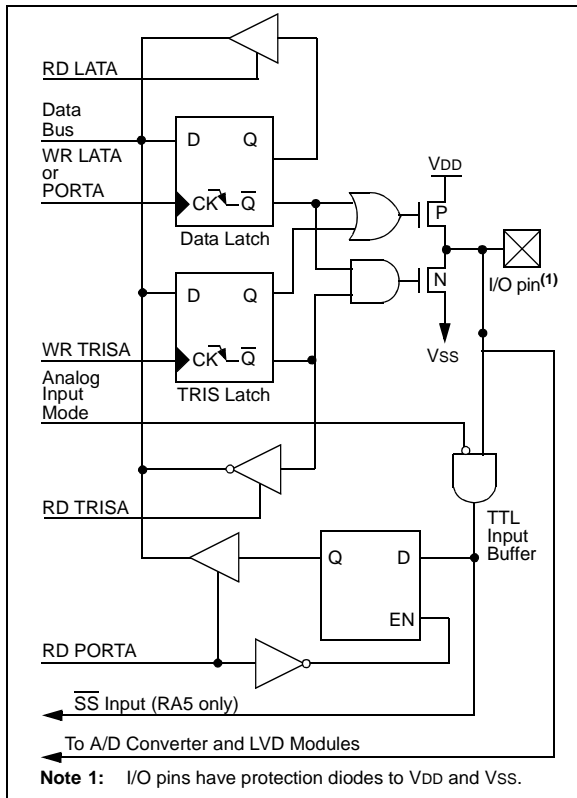 RD LATA
Data
Bus
D Q
WR LATA
or
PORTA
CK Q̅
Data Latch
VDD
P
N
I/O pin(1)
VSS
D Q
WR TRISA
CK Q̅
TRIS Latch
Analog
Input
Mode
RD TRISA
TTL
Input
Buffer
Q D
EN
RD PORTA
S̅S̅ Input (RA5 only)
To A/D Converter and LVD Modules
Note 1: I/O pins have protection diodes to VDD and VSS.